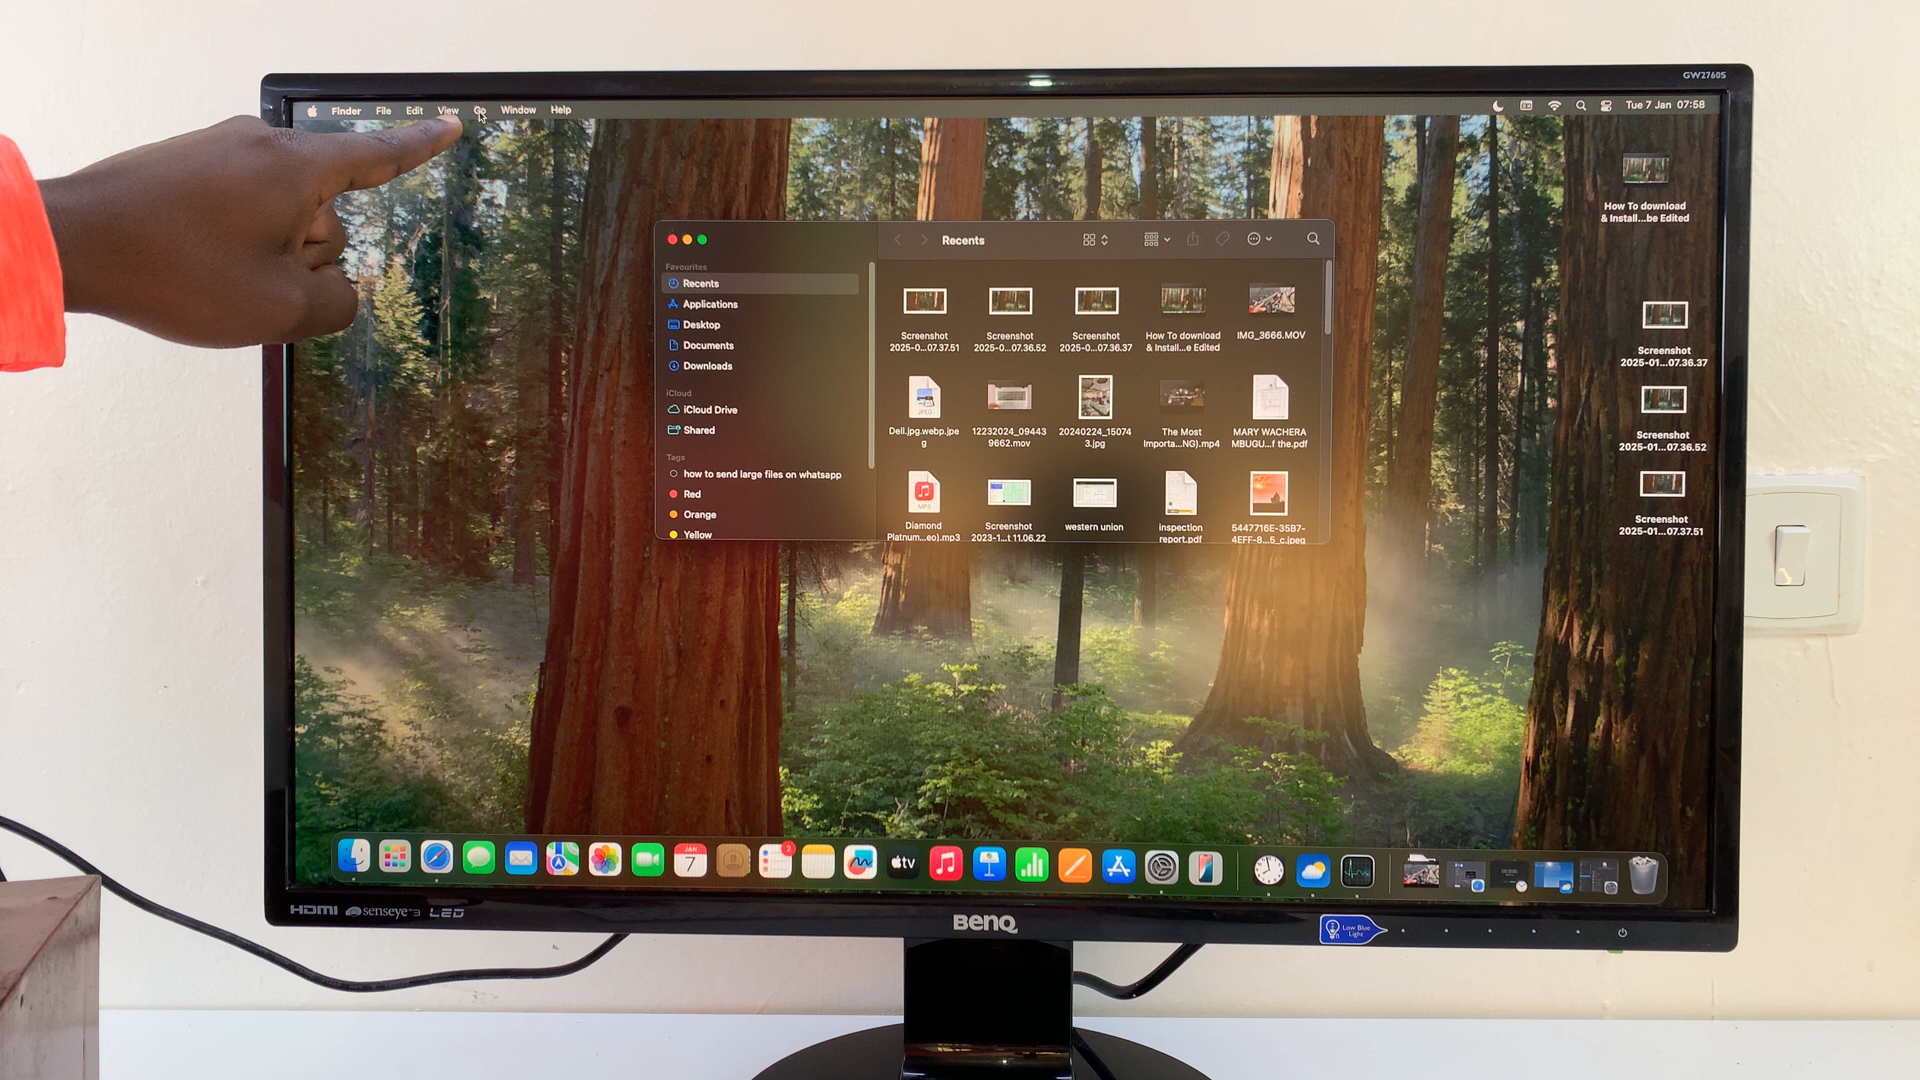 GW2760S
Finder File Edit View Go Window Help
Tue 7 Jan 07:58
How To download
& Install...be Edited
Recents
Favourites
Recents
Applications
Desktop
Documents
Downloads
iCloud
iCloud Drive
Shared
Tags
how to send large files on whatsapp
Red
Orange
Yellow
Screenshot
2025-0...07.37.51
Screenshot
2025-0...07.36.52
Screenshot
2025-0...07.36.37
How To download
& Install...e Edited
IMG_3666.MOV
JPEG
Dell.jpg.webp.jpe
g
12232024_09443
9662.mov
20240224_15074
3.jpg
The Most
Importa...NG).mp4
MARY WACHERA
MBUGU...f the.pdf
MP3
Diamond
Platnum...eo).mp3
Screenshot
2023-1...t 11.06.22
western union
inspection
report.pdf
5447716E-35B7-
4EFF-8...5_c.jpeg
Screenshot
2025-01...07.36.37
Screenshot
2025-01...07.36.52
Screenshot
2025-01...07.37.51
JAN
7
2
tv
HDMI senseye 3 LED
BenQ
Low Blue
Light